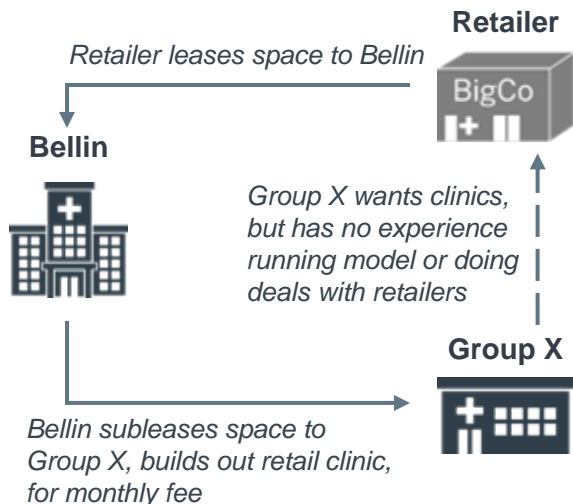 Retailer
Retailer leases space to Bellin
BigCo
Bellin
Group X wants clinics,
but has no experience
running model or doing
deals with retailers
Group X
Bellin subleases space to
Group X, builds out retail clinic,
for monthly fee